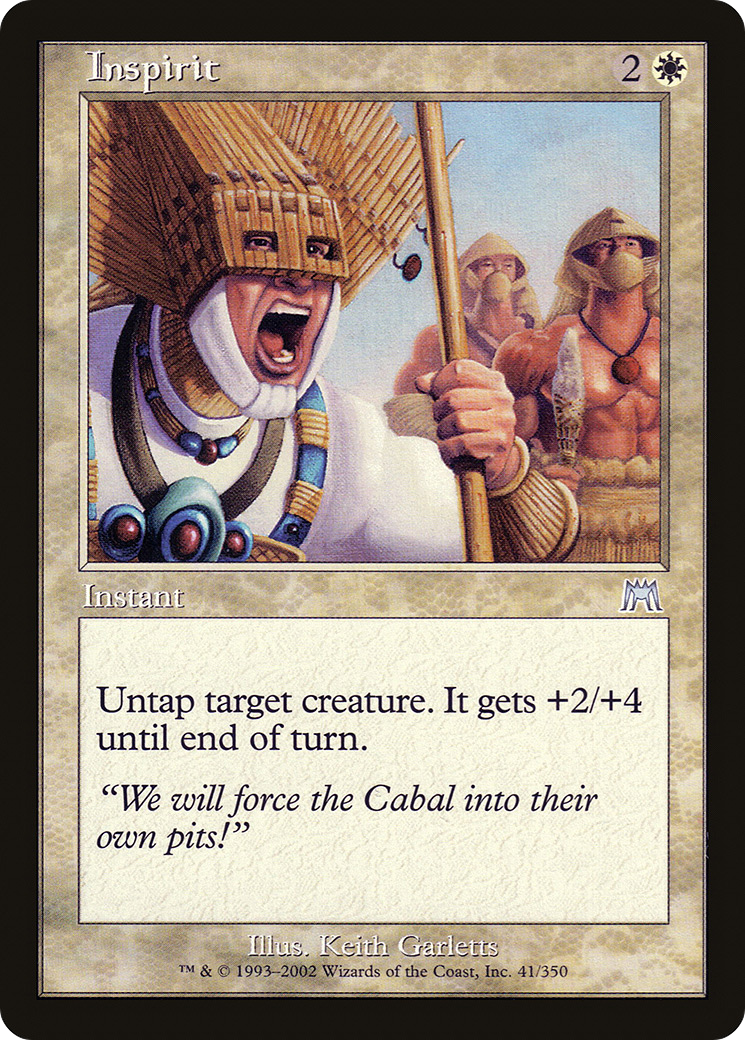 Inspirit 2
Instant
Untap target creature. It gets +2/+4
until end of turn.
“We will force the Cabal into their
own pits!”
Illus. Keith Garletts
™ & © 1993–2002 Wizards of the Coast, Inc. 41/350